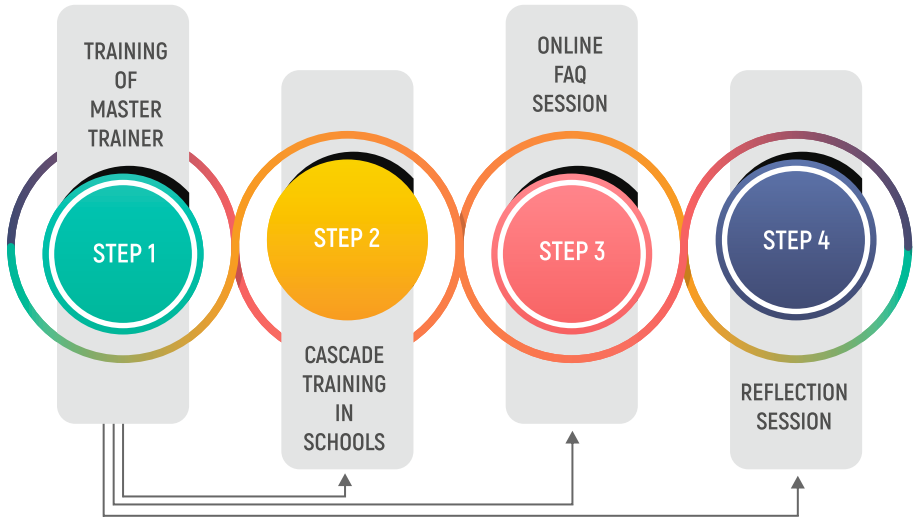 TRAINING
OF
MASTER
TRAINER
STEP 1
STEP 2
CASCADE
TRAINING
IN
SCHOOLS
ONLINE
FAQ
SESSION
STEP 3
STEP 4
REFLECTION
SESSION